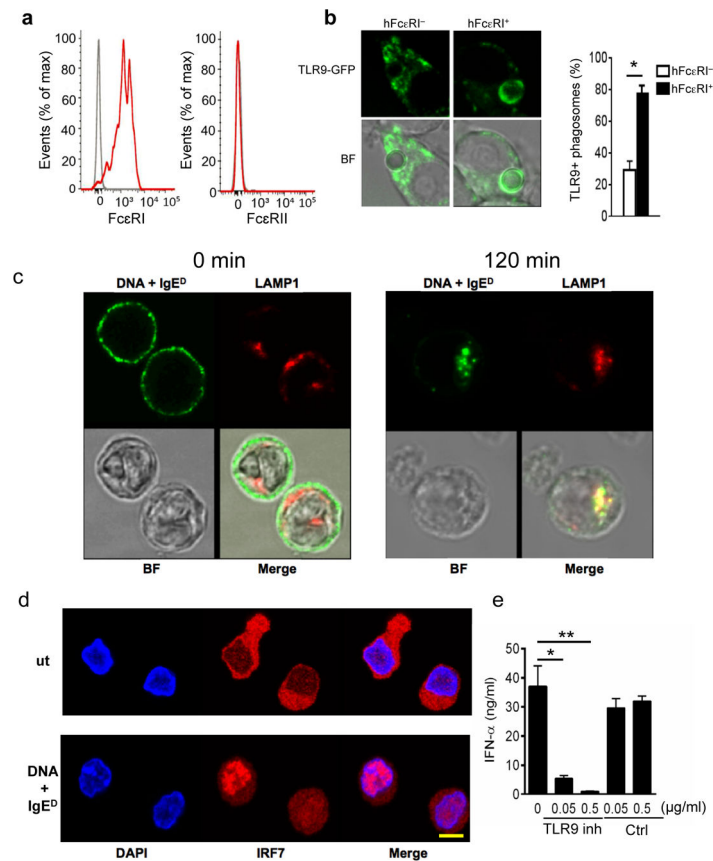 a
100
80
60
40
20
0
Events (% of max)
0 10³ 10⁴ 10⁵
FcεRI
100
80
60
40
20
0
Events (% of max)
0 10³ 10⁴ 10⁵
FcεRII
b
hFcεRI⁻ hFcεRI⁺
TLR9-GFP
BF
TLR9+ phagosomes (%)
100
80
60
40
20
0
*
hFcεRI⁻
hFcεRI⁺
c
0 min 120 min
DNA + IgEᴰ LAMP1 DNA + IgEᴰ LAMP1
BF Merge BF Merge
d
ut
DNA
+
IgEᴰ
DAPI IRF7 Merge
e
IFN-α (ng/ml)
50
40
30
20
10
0
**
*
0 0.05 0.5 0.05 0.5 (μg/ml)
TLR9 inh Ctrl